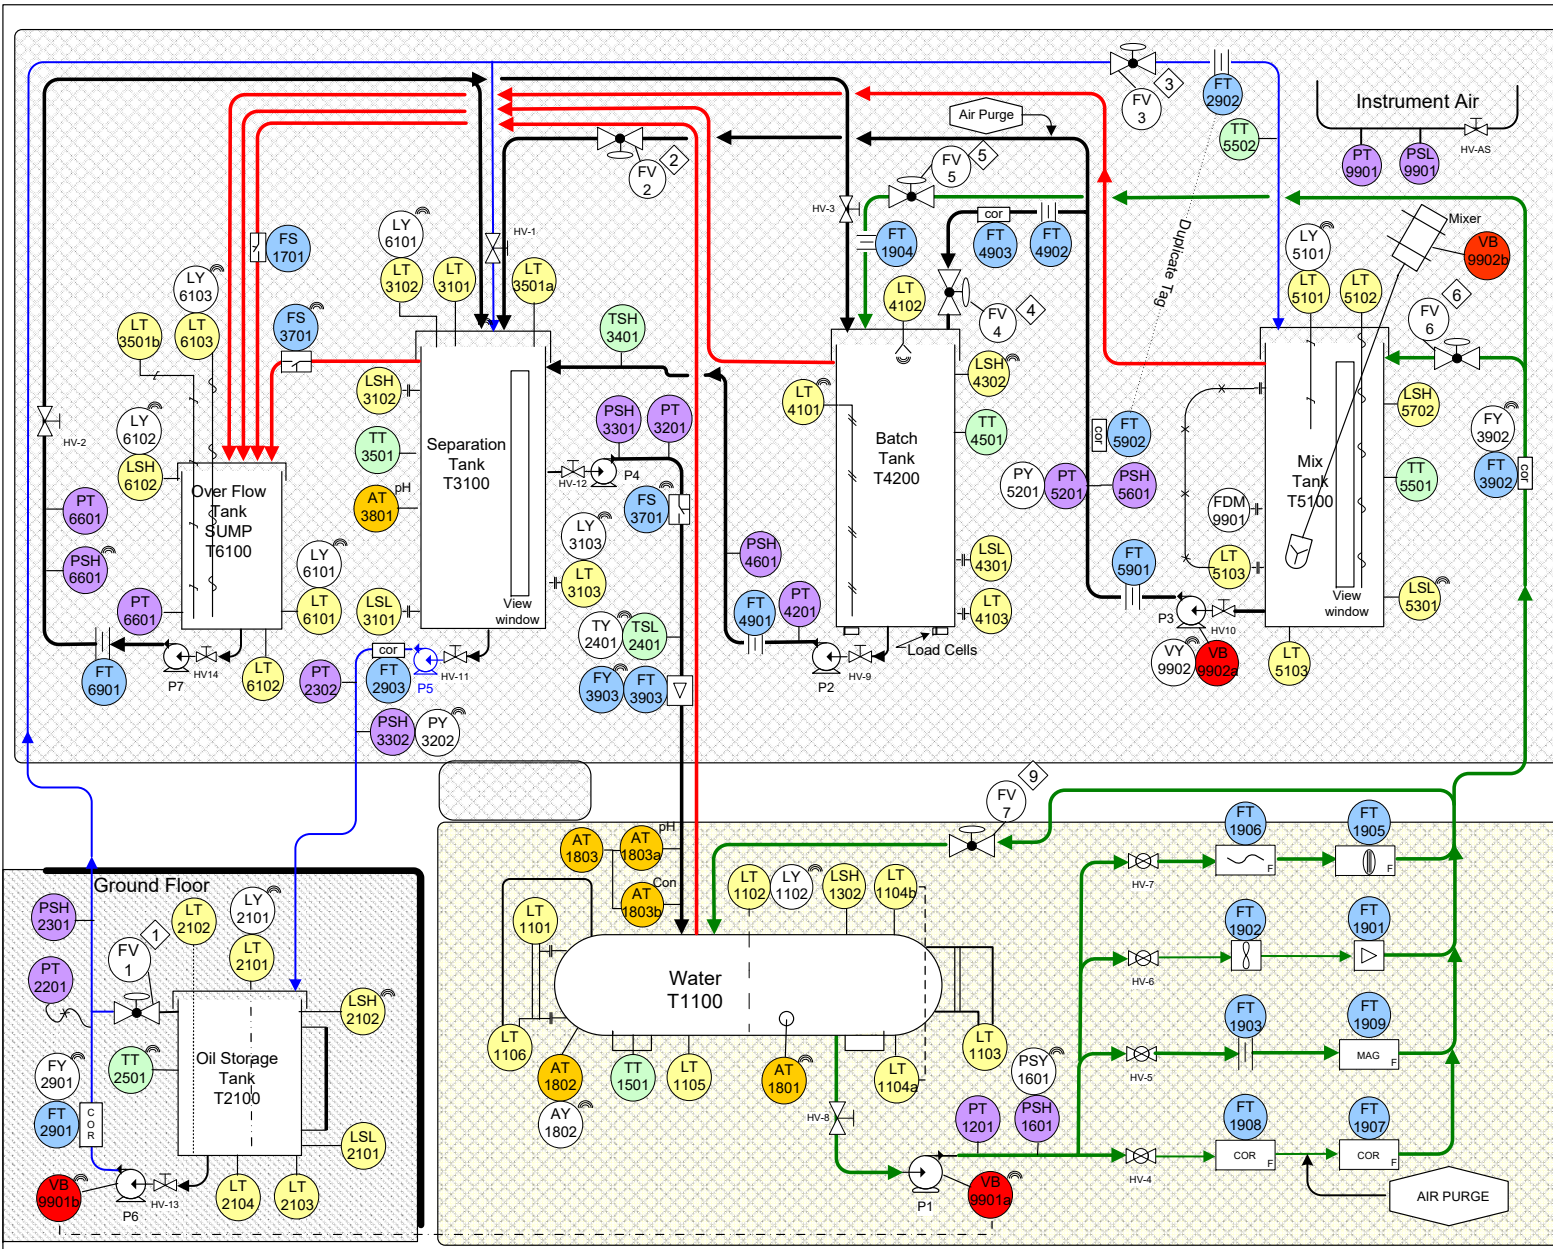 FV
3
3
FT
2902
TT
5502
Instrument Air
PT
9901
PSL
9901
HV-AS
Air Purge
FV
2
2
FV
5
5
HV-3
FT
1904
cor
FT
4903
FT
4902
Duplicate Tag
Mixer
VB
9902b
LY
5101
LT
5101
LT
5102
FV
6
6
LY
6101
LT
3102
LT
3101
LT
3501a
HV-1
FS
1701
LY
6103
LT
6103
LT
3501b
FS
3701
TSH
3401
LT
4102
FV
4
4
LSH
3102
LSH
4302
LT
4101
LSH
5702
HV-2
LY
6102
LSH
6102
TT
3501
pH
AT
3801
Separation
Tank
T3100
PSH
3301
PT
3201
HV-12
P4
FS
3701
Batch
Tank
T4200
TT
4501
cor
FT
5902
PY
5201
PT
5201
PSH
5601
Mix
Tank
T5100
FDM
9901
TT
5501
FY
3902
FT
3902
cor
Over Flow
Tank
SUMP
T6100
PT
6601
PSH
6601
PT
6601
LY
6101
LT
6101
LSL
3101
LY
3103
LT
3103
View
window
PSH
4601
LSL
4301
LT
4103
FT
5901
LT
5103
View
window
LSL
5301
FT
6901
P7
HV14
LT
6102
PT
2302
cor
FT
2903
P5
HV-11
TY
2401
TSL
2401
FY
3903
FT
3903
FT
4901
PT
4201
P2
HV-9
Load Cells
P3
HV10
VY
9902
VB
9902a
LT
5103
PSH
3302
PY
3202
FV
7
9
FT
1906
FT
1905
F
F
HV-7
AT
1803
AT
1803a
pH
Con
AT
1803b
LT
1102
LY
1102
LSH
1302
LT
1104b
LT
1101
Water
T1100
FT
1902
FT
1901
HV-6
Ground Floor
PSH
2301
LT
2102
LY
2101
LT
2101
FV
1
1
PT
2201
LSH
2102
LT
1106
LT
1103
FT
1903
FT
1909
MAG
F
HV-5
Oil Storage
Tank
T2100
TT
2501
FY
2901
FT
2901
COR
AT
1802
AY
1802
TT
1501
LT
1105
AT
1801
LT
1104a
PSY
1601
PT
1201
PSH
1601
HV-8
FT
1908
FT
1907
COR
F
COR
F
HV-4
LSL
2101
VB
9901b
P6
HV-13
LT
2104
LT
2103
P1
VB
9901a
AIR PURGE